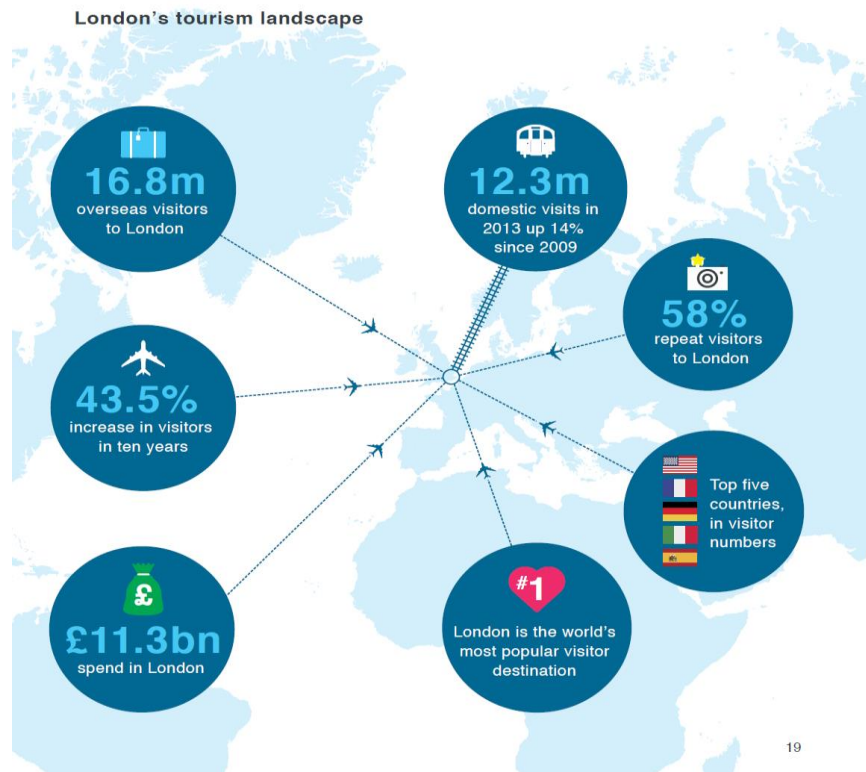 London's tourism landscape
16.8m
overseas visitors
to London
12.3m
domestic visits in
2013 up 14%
since 2009
58%
repeat visitors
to London
43.5%
increase in visitors
in ten years
Top five
countries,
in visitor
numbers
£
£11.3bn
spend in London
#1
London is the world's
most popular visitor
destination
19